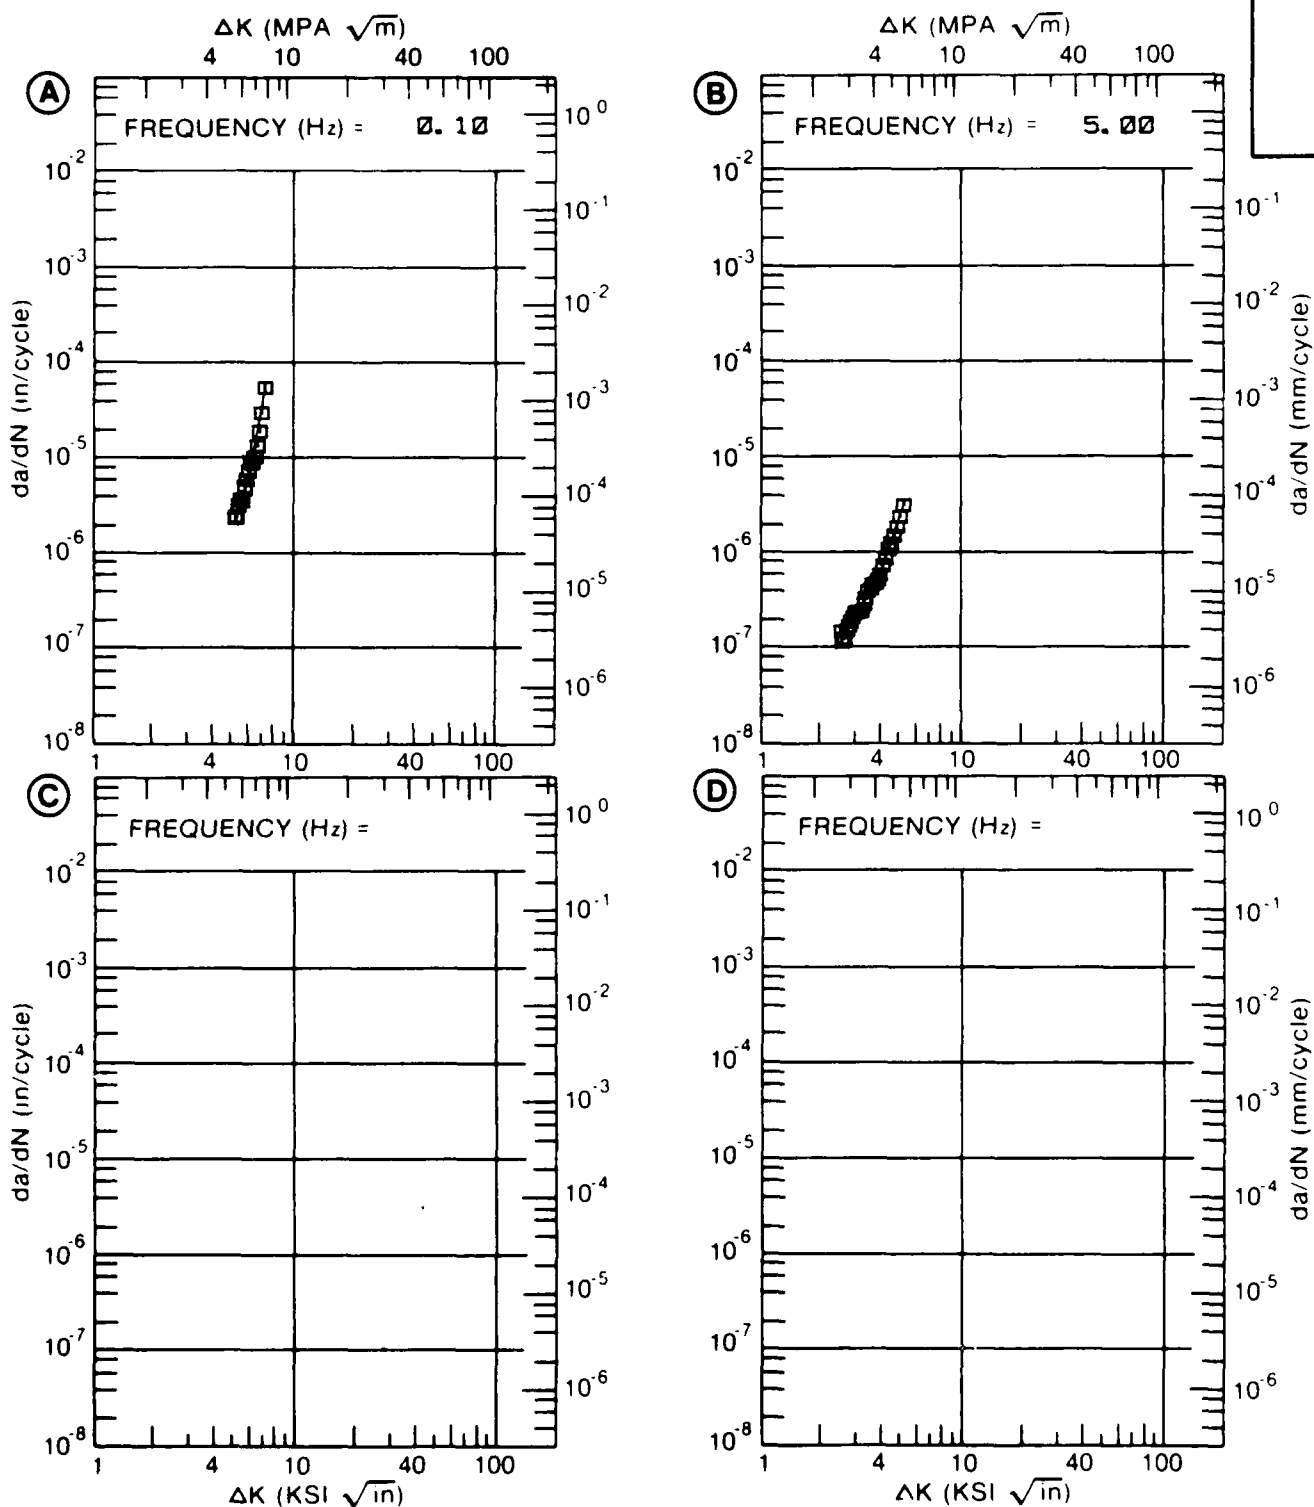 ΔK (MPA √m)
4 10 40 100
A
FREQUENCY (Hz) = 0.10
10^0
10^-1
10^-2
10^-3
10^-4
10^-5
10^-6
10^-2
10^-3
10^-4
10^-5
10^-6
10^-7
10^-8
da/dN (in/cycle)
1 4 10 40 100
ΔK (MPA √m)
4 10 40 100
B
FREQUENCY (Hz) = 5.00
10^-2
10^-3
10^-4
10^-5
10^-6
10^-7
10^-8
10^-1
10^-2
10^-3
10^-4
10^-5
10^-6
da/dN (mm/cycle)
1 4 10 40 100
C
FREQUENCY (Hz) =
10^-2
10^-3
10^-4
10^-5
10^-6
10^-7
10^-8
10^0
10^-1
10^-2
10^-3
10^-4
10^-5
10^-6
da/dN (in/cycle)
1 4 10 40 100
ΔK (KSI √in)
D
FREQUENCY (Hz) =
10^-2
10^-3
10^-4
10^-5
10^-6
10^-7
10^-8
10^0
10^-1
10^-2
10^-3
10^-4
10^-5
10^-6
da/dN (mm/cycle)
1 4 10 40 100
ΔK (KSI √in)